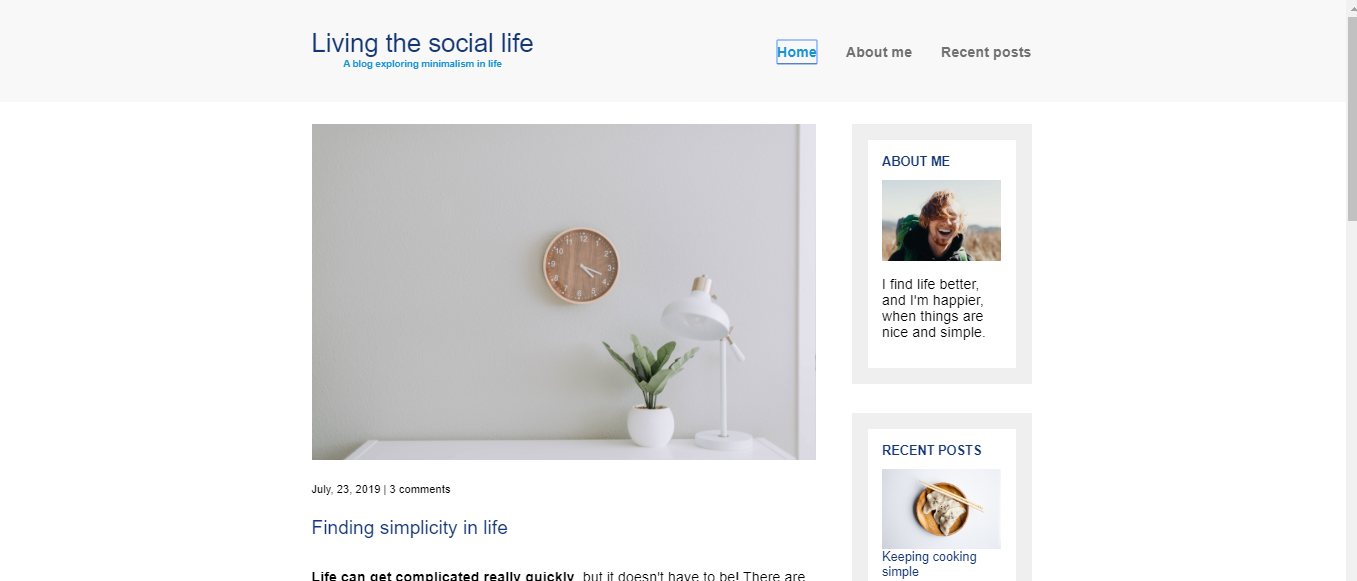 Living the social life
A blog exploring minimalism in life
Home
About me
Recent posts
July, 23, 2019 | 3 comments
Finding simplicity in life
Life can get complicated really quickly, but it doesn't have to be! There are
ABOUT ME
I find life better,
and I'm happier,
when things are
nice and simple.
RECENT POSTS
Keeping cooking
simple